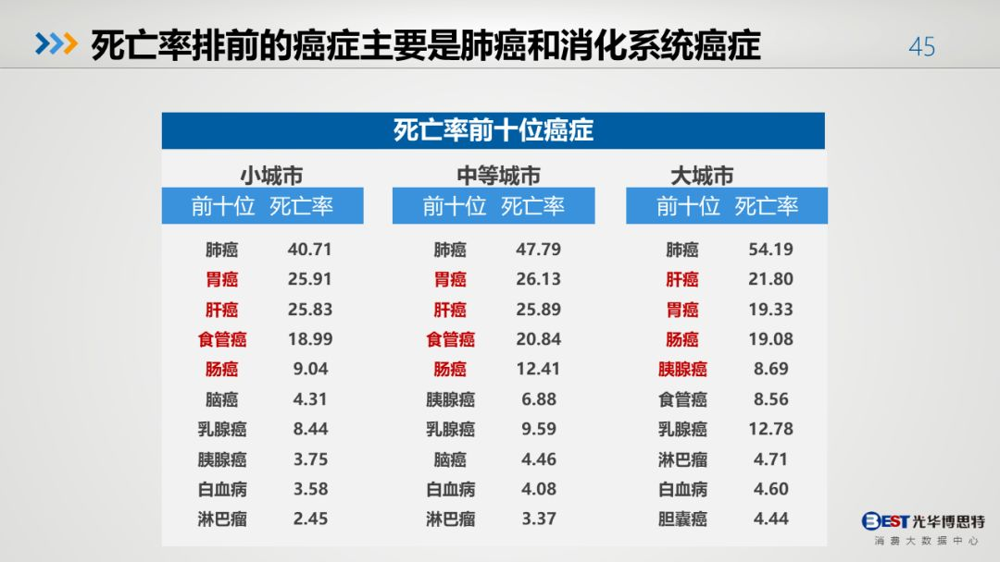 死亡率排前的癌症主要是肺癌和消化系统癌症
45
死亡率前十位癌症
小城市 中等城市 大城市
前十位 死亡率 前十位 死亡率 前十位 死亡率
肺癌 40.71 肺癌 47.79 肺癌 54.19
胃癌 25.91 胃癌 26.13 肝癌 21.80
肝癌 25.83 肝癌 25.89 胃癌 19.33
食管癌 18.99 食管癌 20.84 肠癌 19.08
肠癌 9.04 肠癌 12.41 胰腺癌 8.69
脑癌 4.31 胰腺癌 6.88 食管癌 8.56
乳腺癌 8.44 乳腺癌 9.59 乳腺癌 12.78
胰腺癌 3.75 脑癌 4.46 淋巴瘤 4.71
白血病 3.58 白血病 4.08 白血病 4.60
淋巴瘤 2.45 淋巴瘤 3.37 胆囊癌 4.44
BEST 光华博思特
消费大数据中心